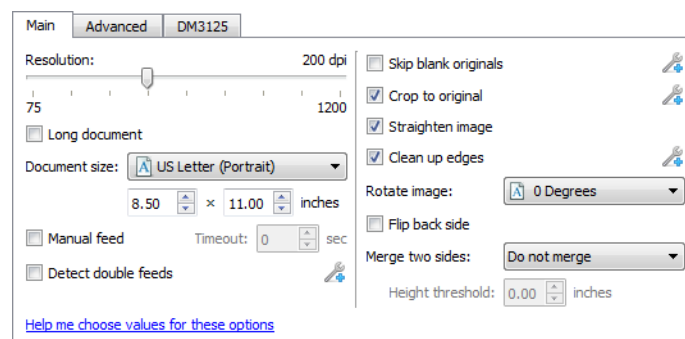 Main Advanced DM3125
Resolution: 200 dpi
75 1200
Long document
Document size: US Letter (Portrait)
8.50 × 11.00 inches
Manual feed Timeout: 0 sec
Detect double feeds
Help me choose values for these options
Skip blank originals
Crop to original
Straighten image
Clean up edges
Rotate image: 0 Degrees
Flip back side
Merge two sides: Do not merge
Height threshold: 0.00 inches